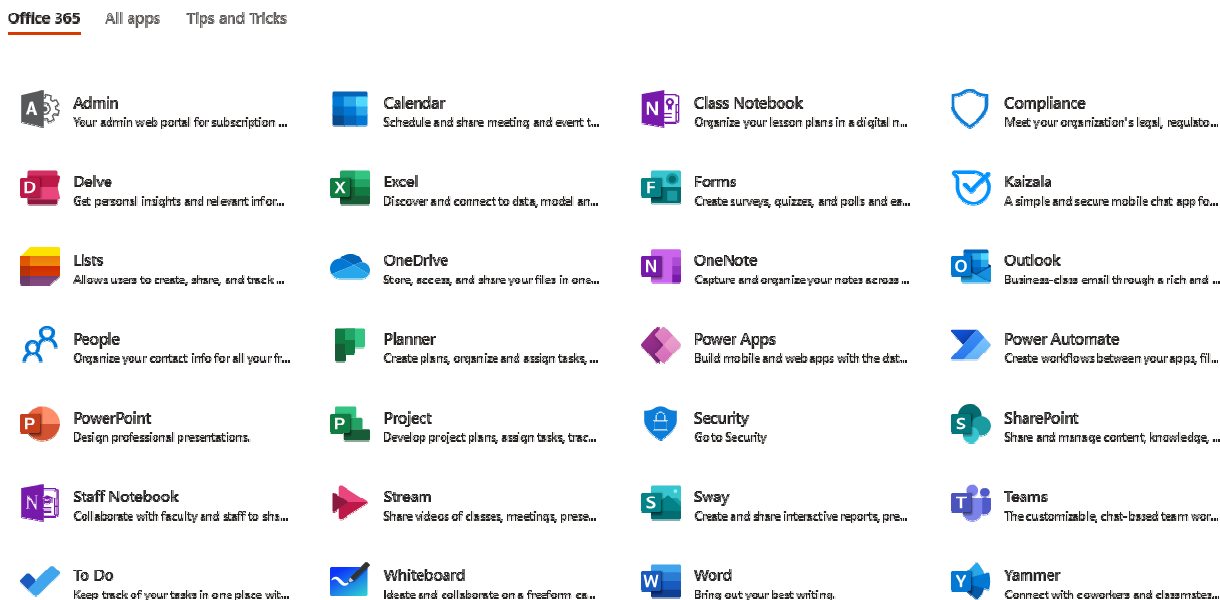 Office 365 All apps Tips and Tricks
Admin
Your admin web portal for subscription ...
Calendar
Schedule and share meeting and event t...
Class Notebook
Organize your lesson plans in a digital n...
Compliance
Meet your organization's legal, regulato...
Delve
Get personal insights and relevant infor...
Excel
Discover and connect to data, model an...
Forms
Create surveys, quizzes, and polls and ea...
Kaizala
A simple and secure mobile chat app fo...
Lists
Allows users to create, share, and track ...
OneDrive
Store, access, and share your files in one...
OneNote
Capture and organize your notes across ...
Outlook
Business-class email through a rich and ...
People
Organize your contact info for all your fr...
Planner
Create plans, organize and assign tasks, ...
Power Apps
Build mobile and web apps with the dat...
Power Automate
Create workflows between your apps, fil...
PowerPoint
Design professional presentations.
Project
Develop project plans, assign tasks, trac...
Security
Go to Security
SharePoint
Share and manage content, knowledge, ...
Staff Notebook
Collaborate with faculty and staff to sha...
Stream
Share videos of classes, meetings, prese...
Sway
Create and share interactive reports, pre...
Teams
The customizable, chat-based team wor...
To Do
Keep track of your tasks in one place wit...
Whiteboard
Ideate and collaborate on a freeform ca...
Word
Bring out your best writing.
Yammer
Connect with coworkers and classmates...